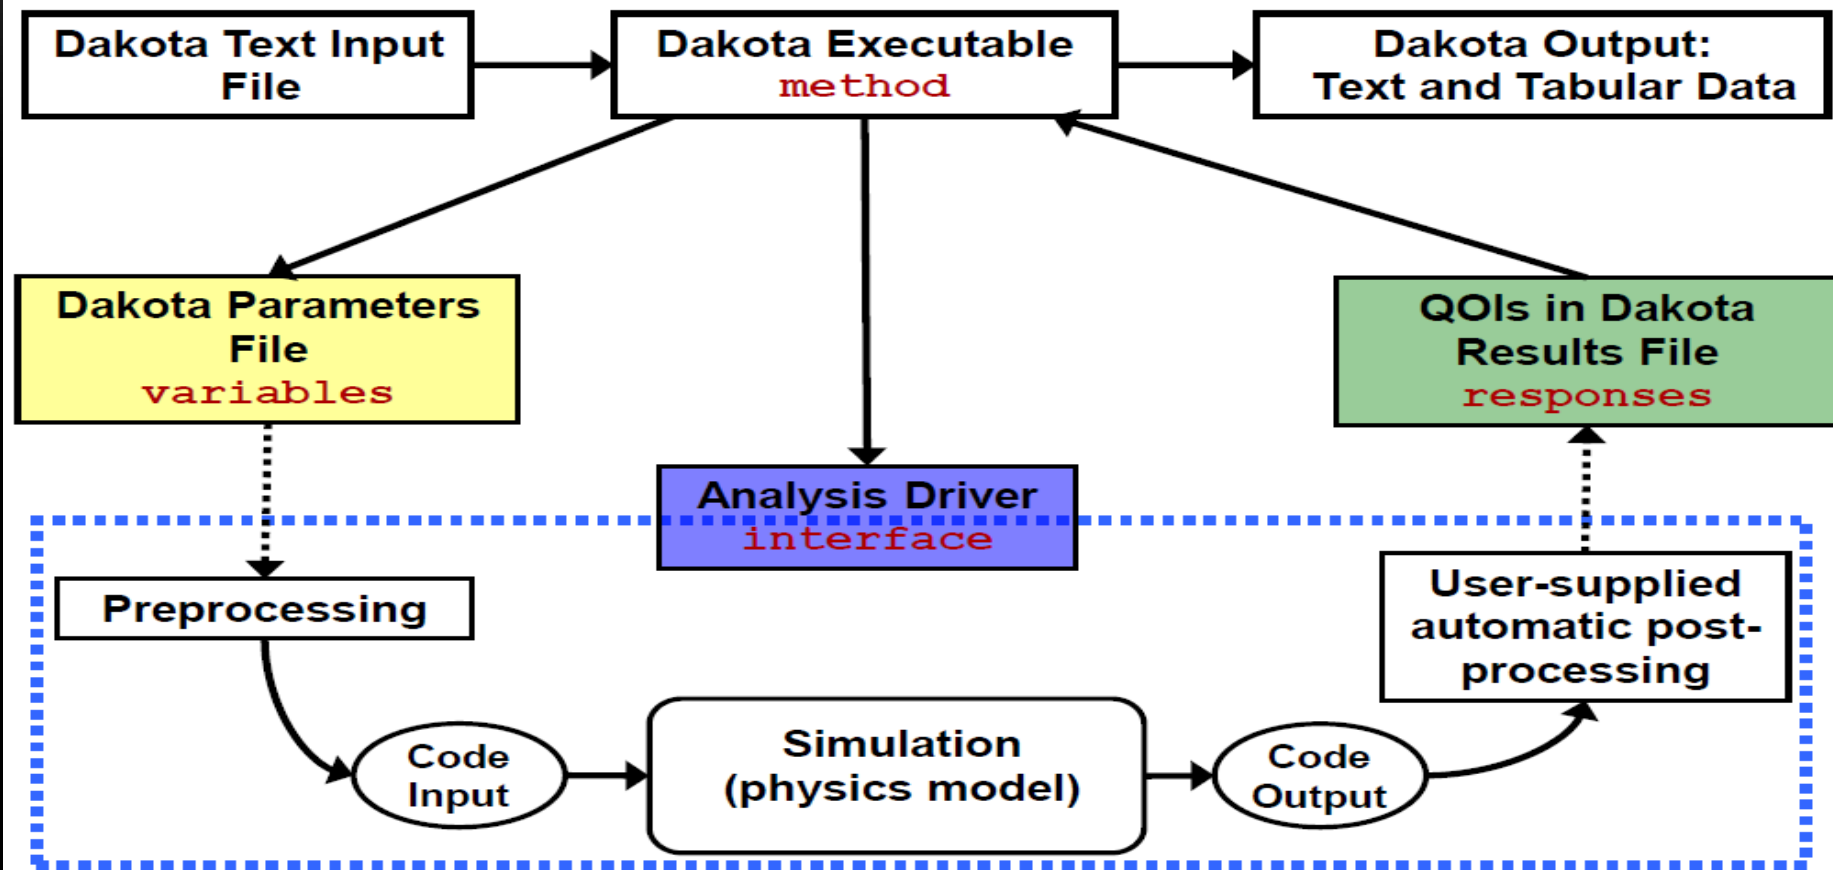 Dakota Text Input
File
Dakota Executable
method
Dakota Output:
Text and Tabular Data
Dakota Parameters
File
variables
QOIs in Dakota
Results File
responses
Analysis Driver
interface
Preprocessing
User-supplied
automatic post-
processing
Code
Input
Simulation
(physics model)
Code
Output